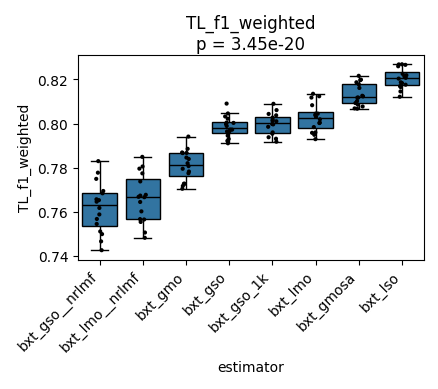 TL_f1_weighted
p = 3.45e-20
TL_f1_weighted
0.82
0.80
0.78
0.76
0.74
bxt_gso__nrlmf
bxt_lmo__nrlmf
bxt_gmo
bxt_gso
bxt_gso_1k
bxt_lmo
bxt_gmosa
bxt_lso
estimator